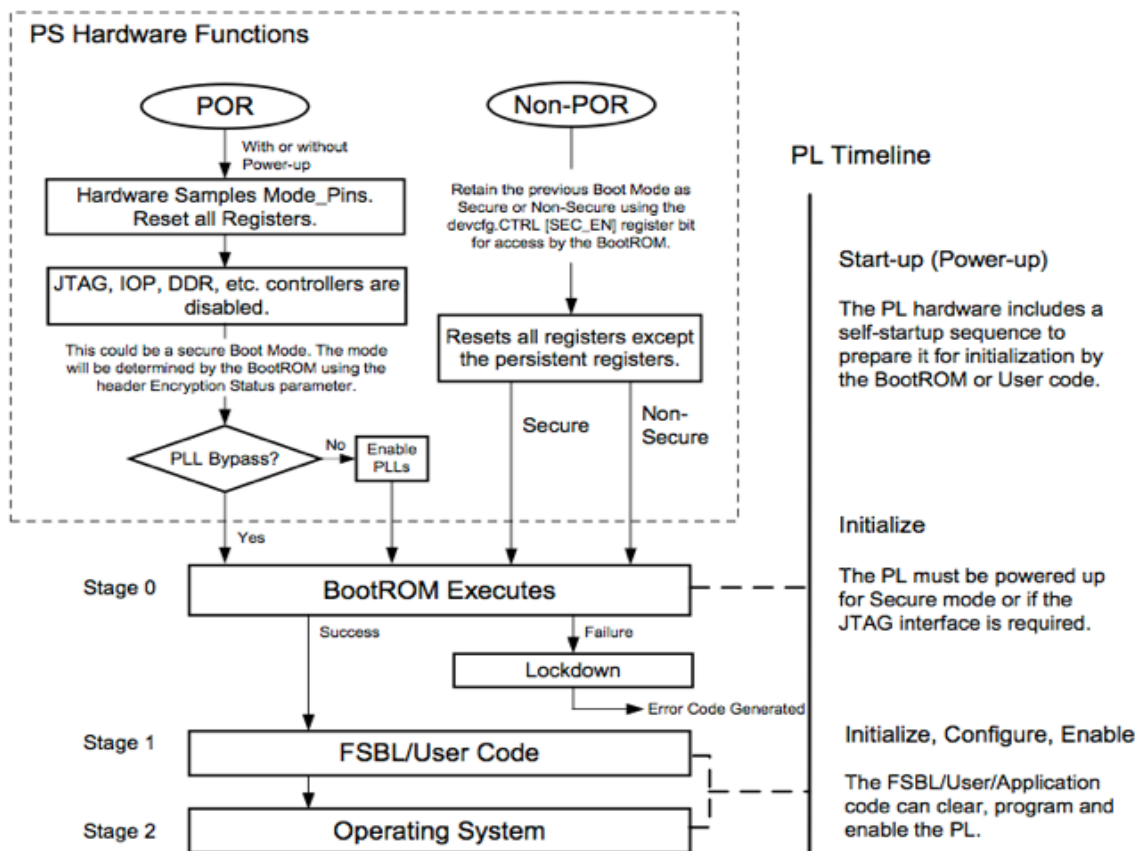 PS Hardware Functions
POR
With or without
Power-up
Hardware Samples Mode_Pins.
Reset all Registers.
JTAG, IOP, DDR, etc. controllers are
disabled.
This could be a secure Boot Mode. The mode
will be determined by the BootROM using the
header Encryption Status parameter.
PLL Bypass?
No
Enable
PLLs
Yes
Non-POR
Retain the previous Boot Mode as
Secure or Non-Secure using the
devcfg.CTRL [SEC_EN] register bit
for access by the BootROM.
Resets all registers except
the persistent registers.
Secure
Non-
Secure
Stage 0
BootROM Executes
Success
Failure
Lockdown
Error Code Generated
Stage 1
FSBL/User Code
Stage 2
Operating System
PL Timeline
Start-up (Power-up)
The PL hardware includes a
self-startup sequence to
prepare it for initialization by
the BootROM or User code.
Initialize
The PL must be powered up
for Secure mode or if the
JTAG interface is required.
Initialize, Configure, Enable
The FSBL/User/Application
code can clear, program and
enable the PL.